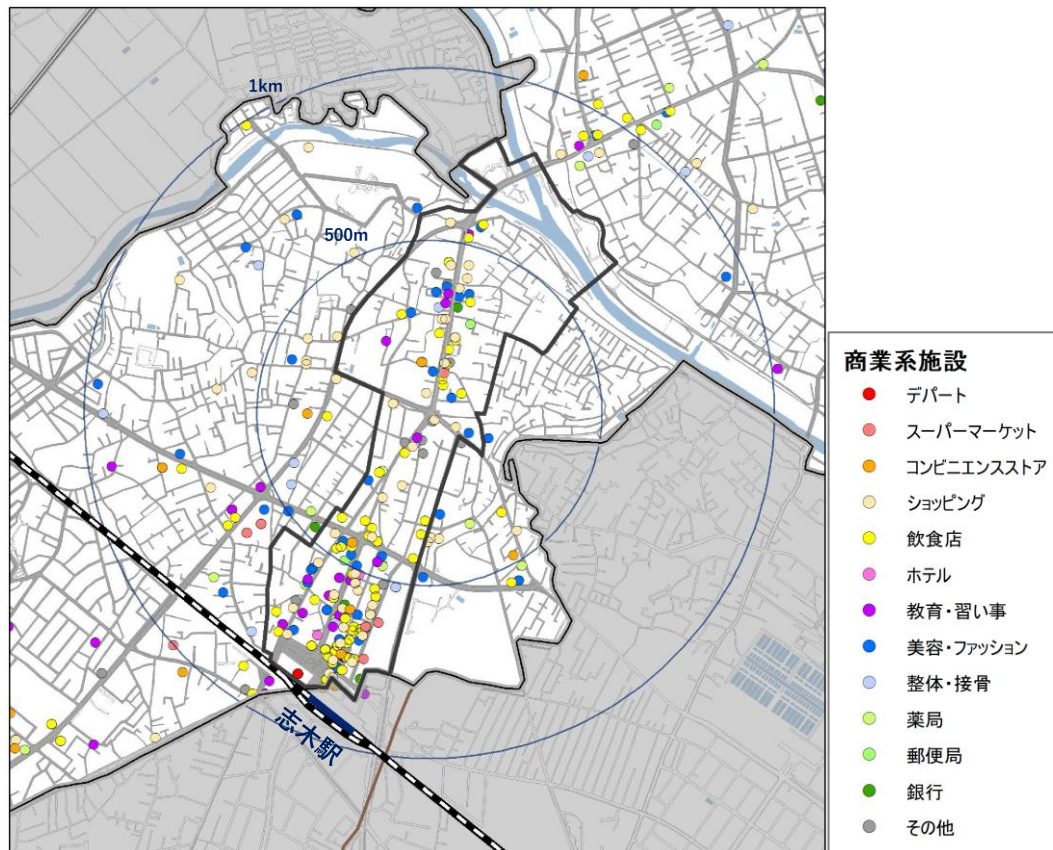 1km
500m
志木駅
商業系施設
デパート
スーパーマーケット
コンビニエンスストア
ショッピング
飲食店
ホテル
教育・習い事
美容・ファッション
整体・接骨
薬局
郵便局
銀行
その他